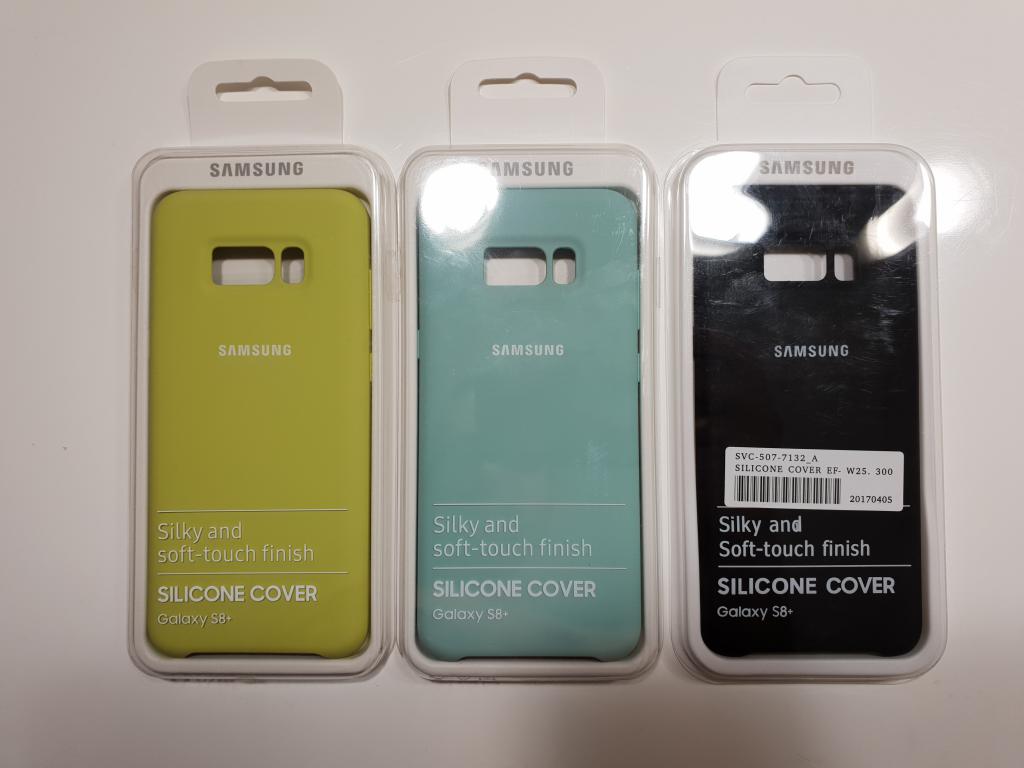 SAMSUNG
SAMSUNG
Silky and
soft-touch finish
SILICONE COVER
Galaxy S8+
SAMSUNG
SAMSUNG
Silky and
soft-touch finish
SILICONE COVER
Galaxy S8+
SAMSUNG
SAMSUNG
SVC-507-7132_A
SILICONE COVER EF- W25. 300
20170405
Silky and
Soft-touch finish
SILICONE COVER
Galaxy S8+